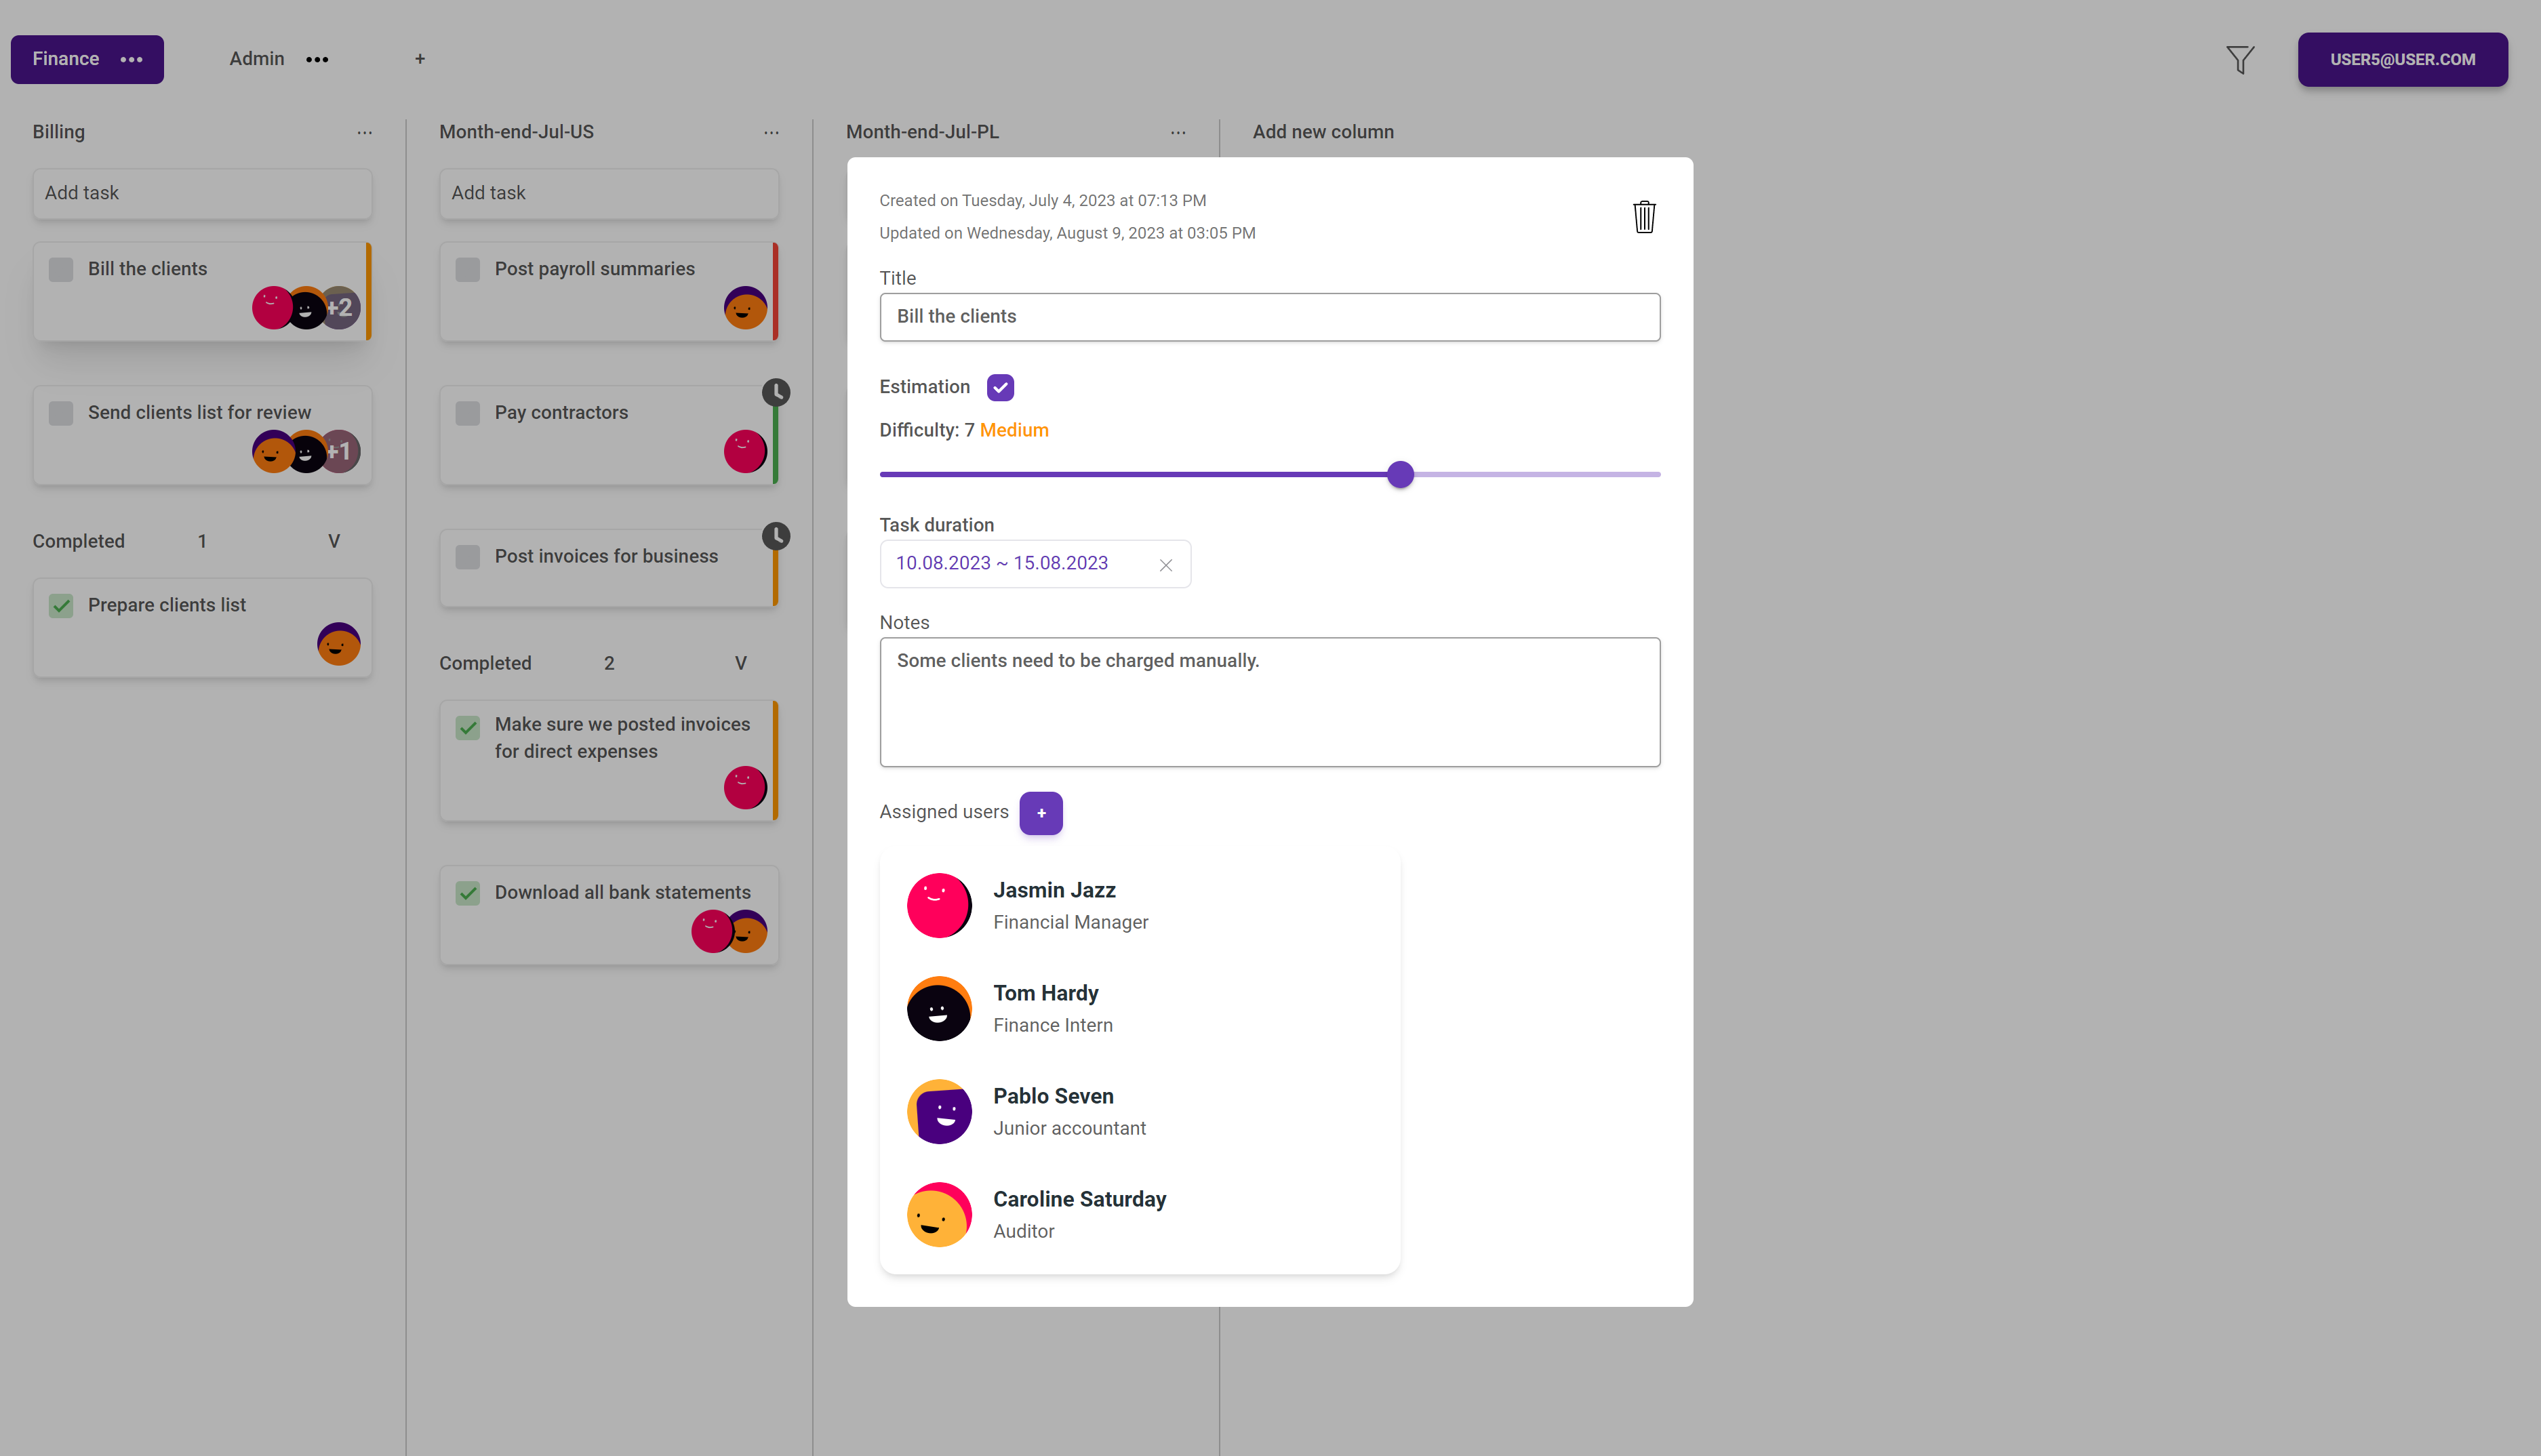 Finance •••
Admin •••
+
USER5@USER.COM
Billing ...
Add task
Bill the clients
+2
Send clients list for review
+1
Completed 1 V
Prepare clients list
Month-end-Jul-US ...
Add task
Post payroll summaries
Pay contractors
Post invoices for business
Completed 2 V
Make sure we posted invoices
for direct expenses
Download all bank statements
Month-end-Jul-PL ...
Add new column
Created on Tuesday, July 4, 2023 at 07:13 PM
Updated on Wednesday, August 9, 2023 at 03:05 PM
Title
Bill the clients
Estimation
Difficulty: 7 Medium
Task duration
10.08.2023 ~ 15.08.2023
Notes
Some clients need to be charged manually.
Assigned users +
Jasmin Jazz
Financial Manager
Tom Hardy
Finance Intern
Pablo Seven
Junior accountant
Caroline Saturday
Auditor